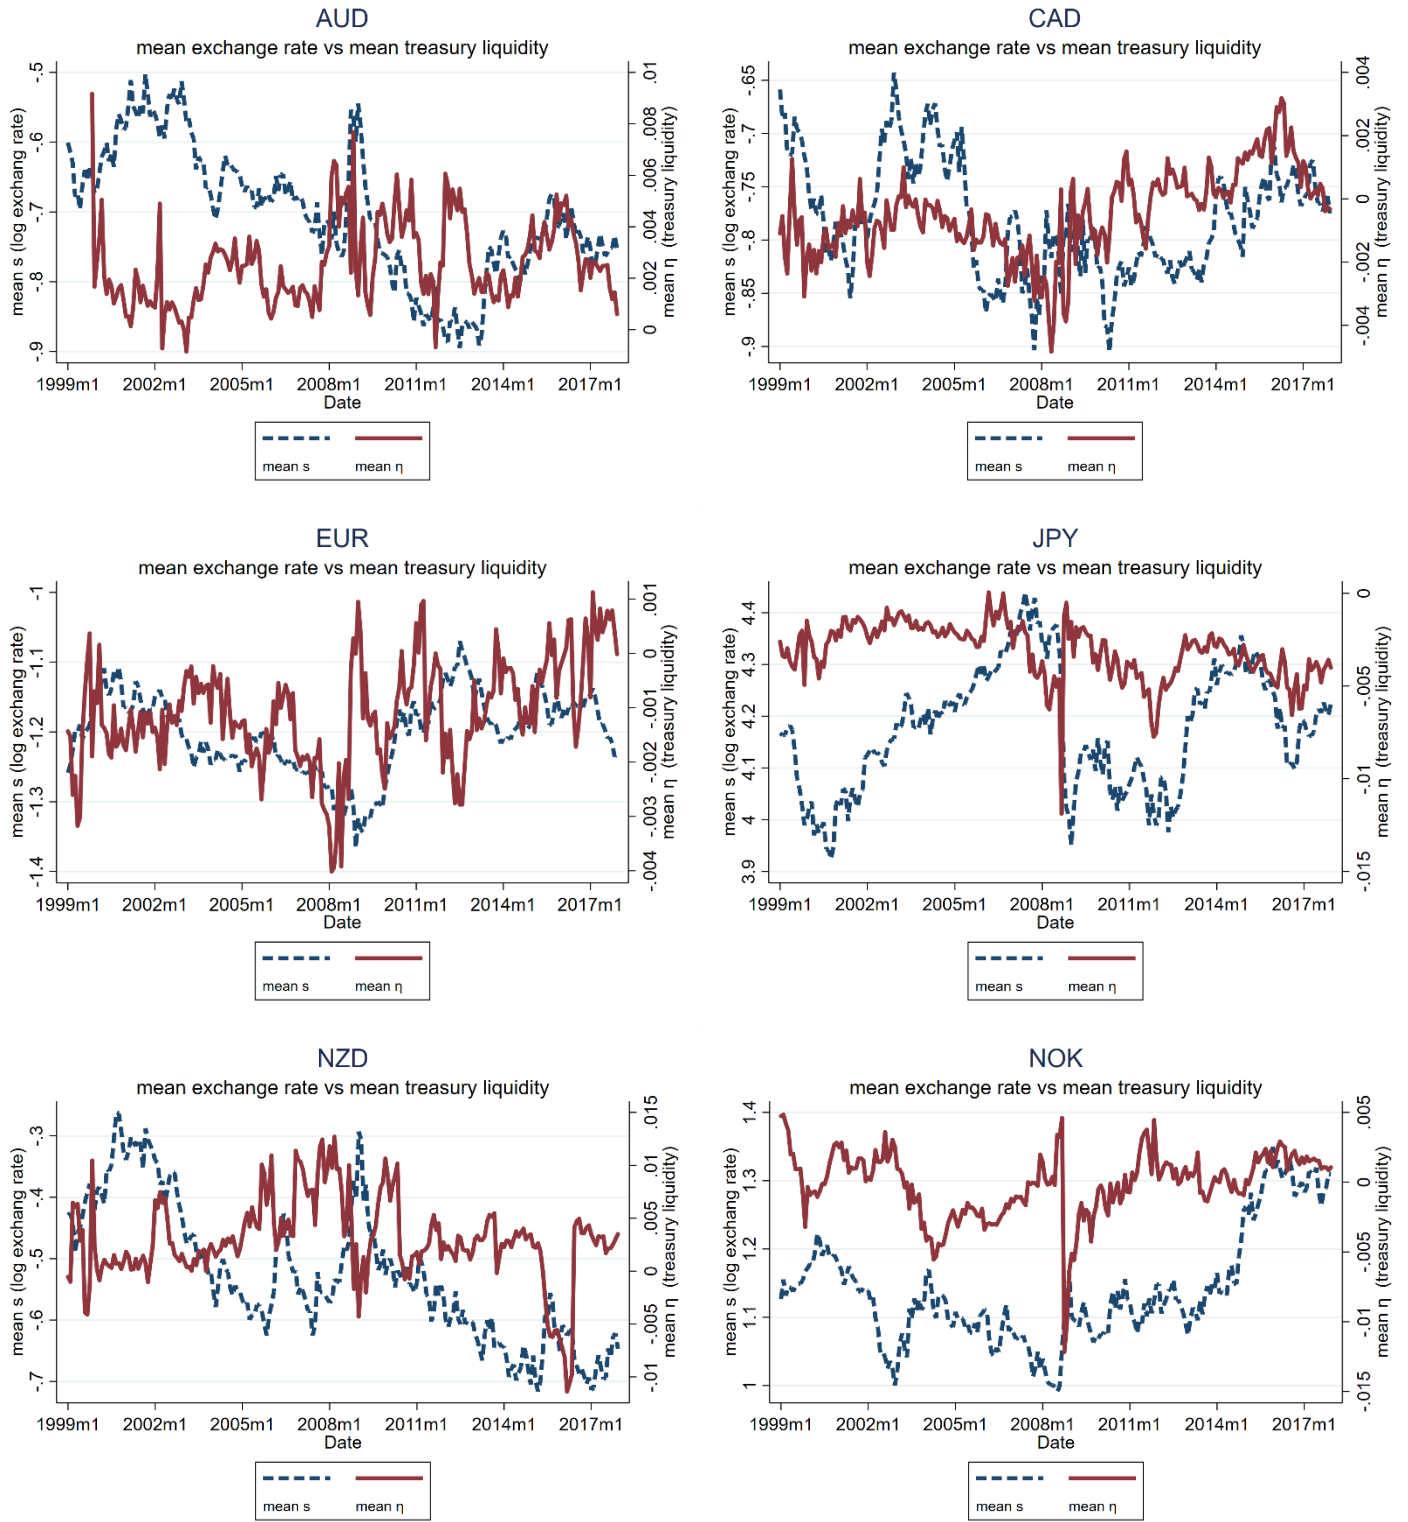 AUD
mean exchange rate vs mean treasury liquidity
mean s (log exchang rate)
-.5
-.6
-.7
-.8
-.9
mean η (treasury liquidity)
0.01
.008
.006
.004
.002
0
1999m1 2002m1 2005m1 2008m1 2011m1 2014m1 2017m1
Date
mean s mean η
CAD
mean exchange rate vs mean treasury liquidity
mean s (log exchang rate)
-.65
-.7
-.75
-.8
-.85
-.9
mean η (treasury liquidity)
.004
.002
0
-.002
-.004
1999m1 2002m1 2005m1 2008m1 2011m1 2014m1 2017m1
Date
mean s mean η
EUR
mean exchange rate vs mean treasury liquidity
mean s (log exchang rate)
-1
-1.1
-1.2
-1.3
-1.4
mean η (treasury liquidity)
.001
0
-.001
-.002
-.003
-.004
1999m1 2002m1 2005m1 2008m1 2011m1 2014m1 2017m1
Date
mean s mean η
JPY
mean exchange rate vs mean treasury liquidity
mean s (log exchang rate)
4.4
4.3
4.2
4.1
4
3.9
mean η (treasury liquidity)
0
-.005
-.01
-.015
1999m1 2002m1 2005m1 2008m1 2011m1 2014m1 2017m1
Date
mean s mean η
NZD
mean exchange rate vs mean treasury liquidity
mean s (log exchang rate)
-.3
-.4
-.5
-.6
-.7
mean η (treasury liquidity)
.015
.01
.005
0
-.005
-.01
1999m1 2002m1 2005m1 2008m1 2011m1 2014m1 2017m1
Date
mean s mean η
NOK
mean exchange rate vs mean treasury liquidity
mean s (log exchang rate)
1.4
1.3
1.2
1.1
1
mean η (treasury liquidity)
.005
0
-.005
-.01
-.015
1999m1 2002m1 2005m1 2008m1 2011m1 2014m1 2017m1
Date
mean s mean η